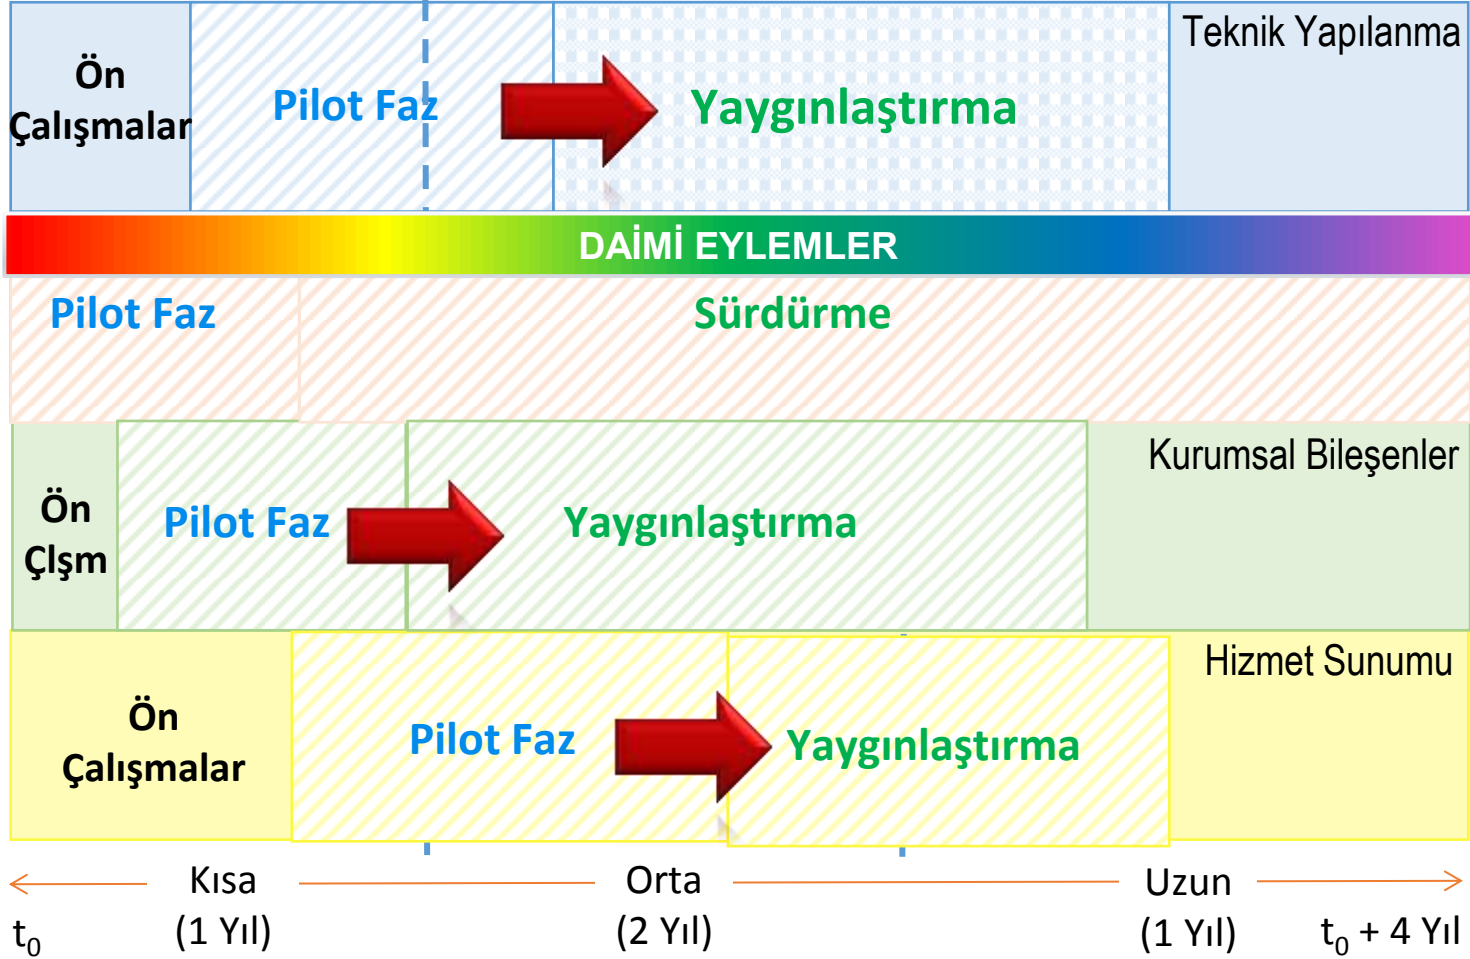 Teknik Yapılanma
Ön
Çalışmalar
Pilot Faz
Yaygınlaştırma
DAİMİ EYLEMLER
Pilot Faz
Sürdürme
Kurumsal Bileşenler
Ön
Çlşm
Pilot Faz
Yaygınlaştırma
Hizmet Sunumu
Ön
Çalışmalar
Pilot Faz
Yaygınlaştırma
Kısa
(1 Yıl)
Orta
(2 Yıl)
Uzun
(1 Yıl)
t₀
t₀ + 4 Yıl